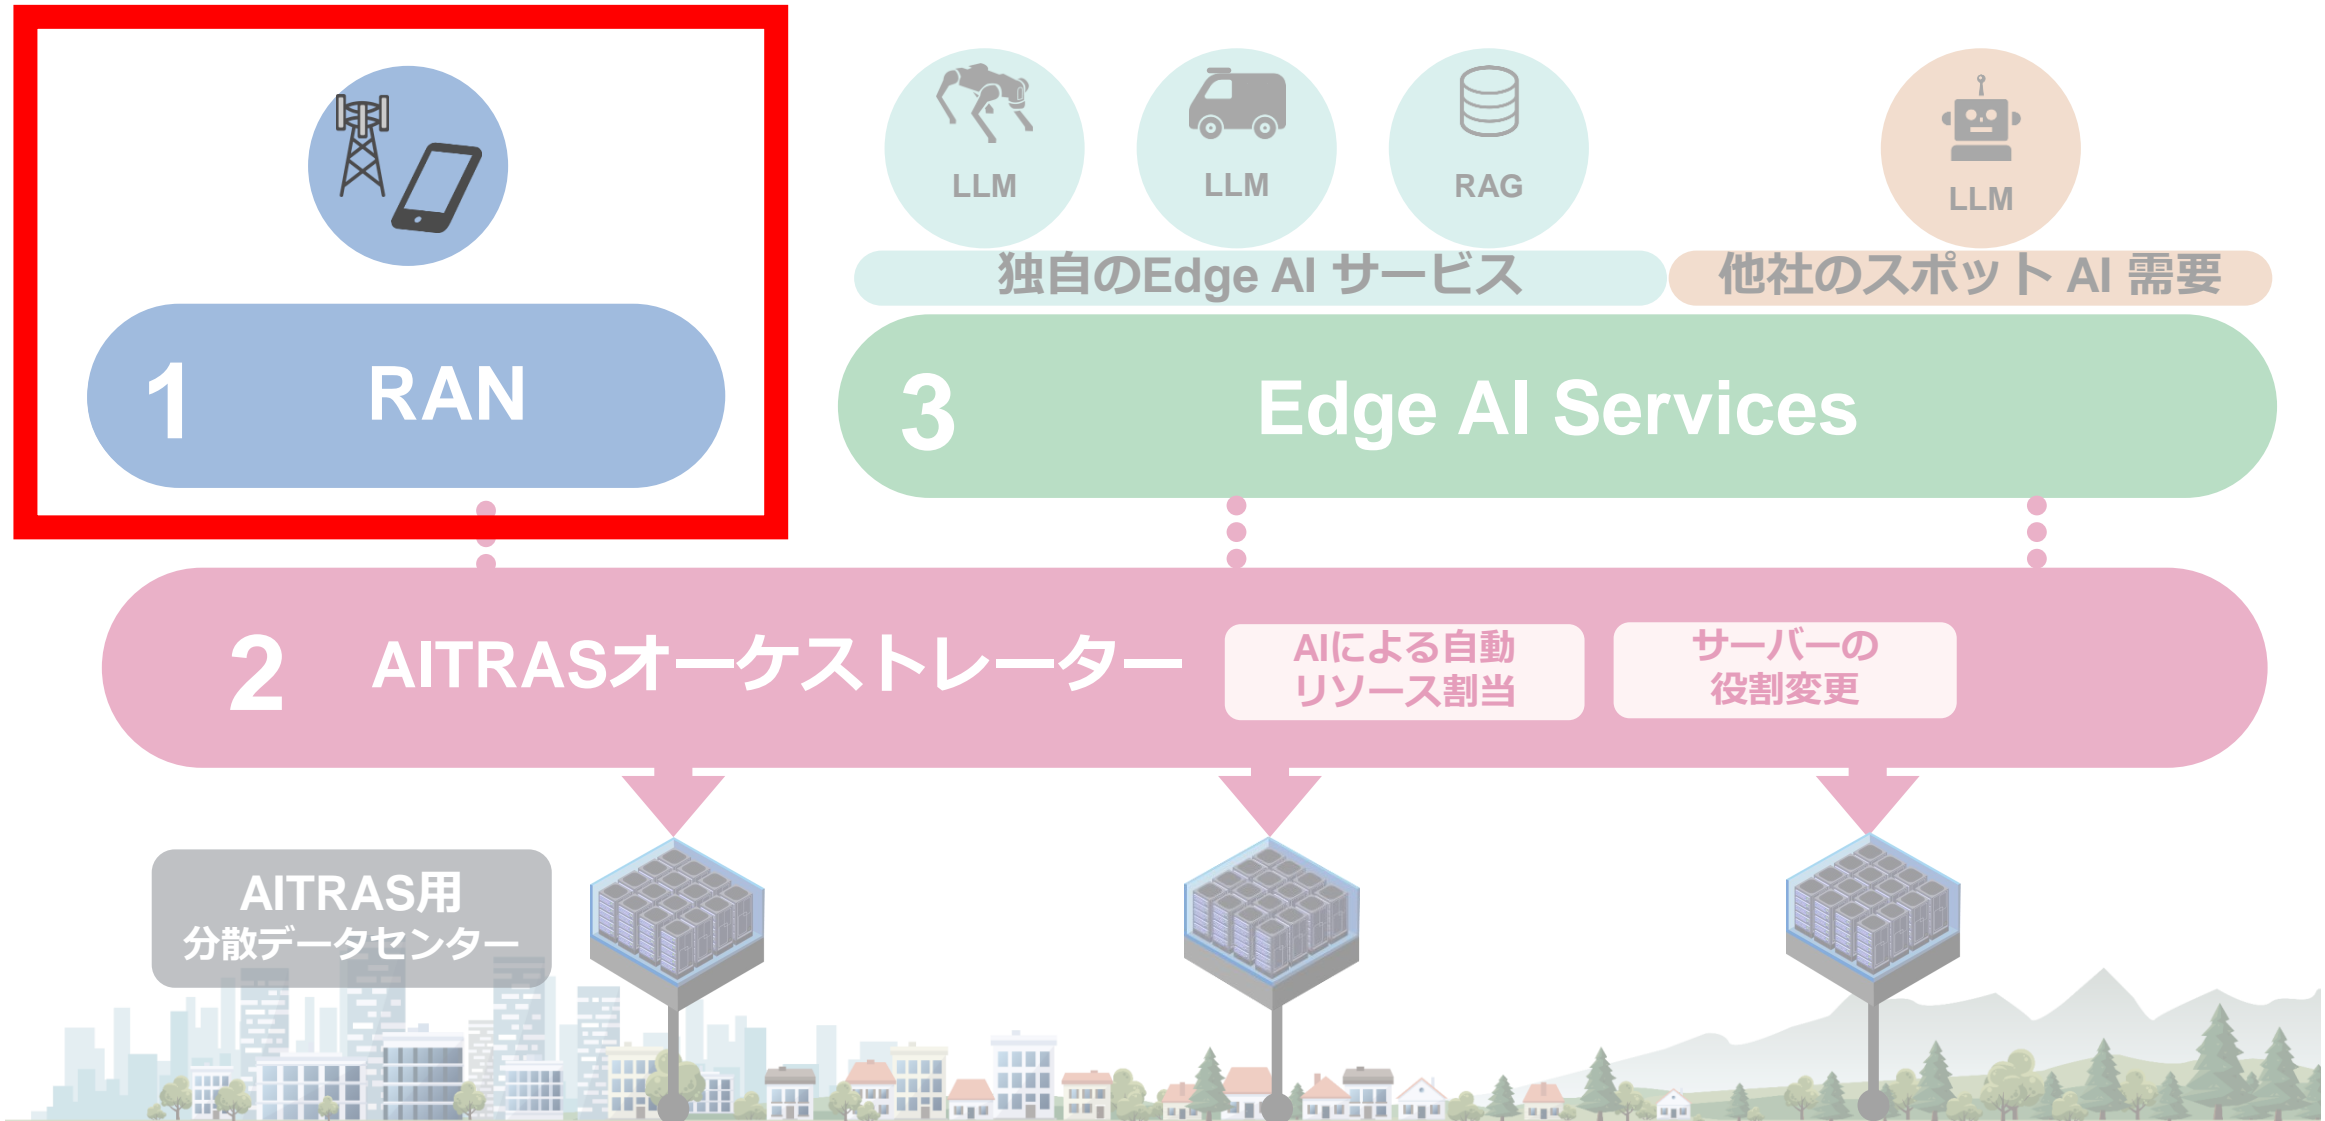 LLM
LLM
RAG
LLM
独自のEdge AI サービス
他社のスポット AI 需要
1
RAN
3
Edge AI Services
2
AITRASオーケストレーター
AIによる自動
リソース割当
サーバーの
役割変更
AITRAS用
分散データセンター